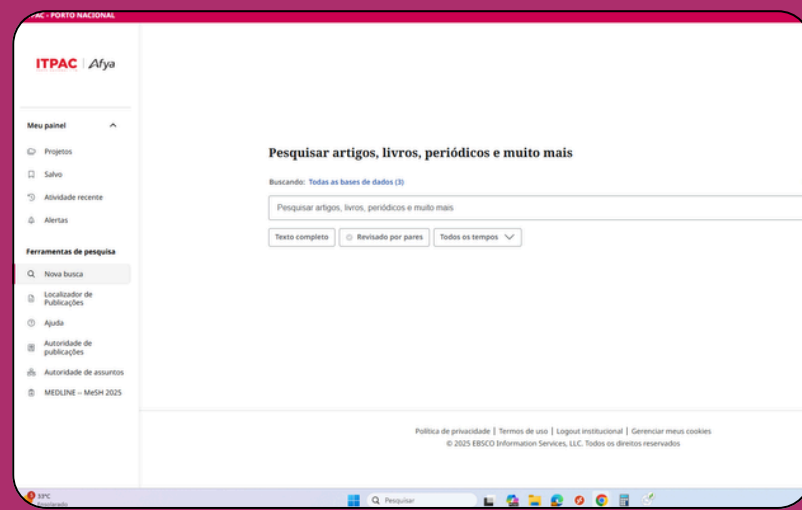 PAC - PORTO NACIONAL
ITPAC | Afya
Meu painel
Projetos
Salvo
Atividade recente
Alertas
Ferramentas de pesquisa
Nova busca
Localizador de
Publicações
Ajuda
Autoridade de
publicações
Autoridade de assuntos
MEDLINE -- MeSH 2025
Pesquisar artigos, livros, periódicos e muito mais
Buscando: Todas as bases de dados (3)
Pesquisar artigos, livros, periódicos e muito mais
Texto completo
Revisado por pares
Todos os tempos
Política de privacidade | Termos de uso | Logout institucional | Gerenciar meus cookies
© 2025 EBSCO Information Services, LLC. Todos os direitos reservados
33°C
Ensolarado
Pesquisar